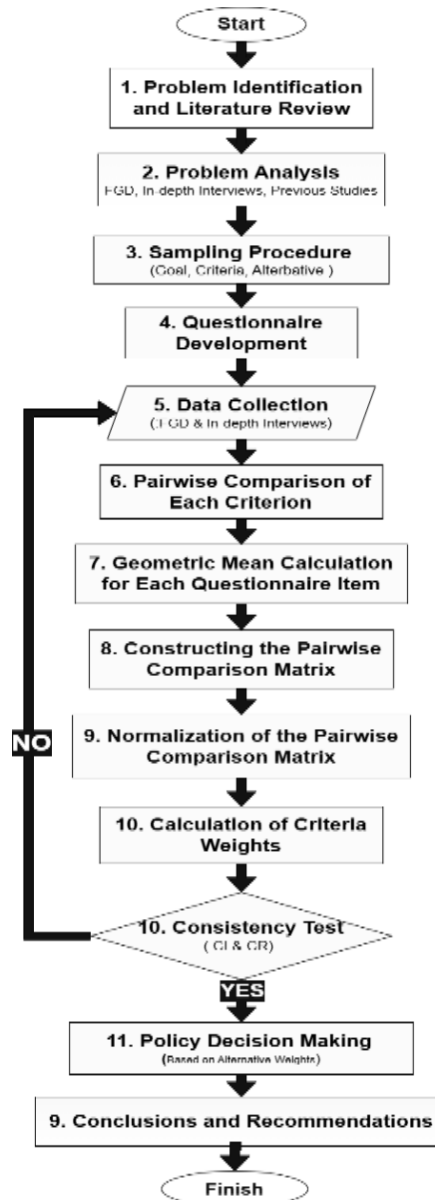 Start
1. Problem Identification
and Literature Review
2. Problem Analysis
FGD, In-depth Interviews, Previous Studies
3. Sampling Procedure
(Goal, Criteria, Alterbative )
4. Questionnaire
Development
5. Data Collection
(:FGD & In-depth Interviews)
6. Pairwise Comparison of
Each Criterion
7. Geometric Mean Calculation
for Each Questionnaire Item
8. Constructing the Pairwise
Comparison Matrix
NO
9. Normalization of the Pairwise
Comparison Matrix
10. Calculation of Criteria
Weights
10. Consistency Test
( CI & CR)
YES
11. Policy Decision Making
(Based on Alternative Weights)
9. Conclusions and Recommendations
Finish